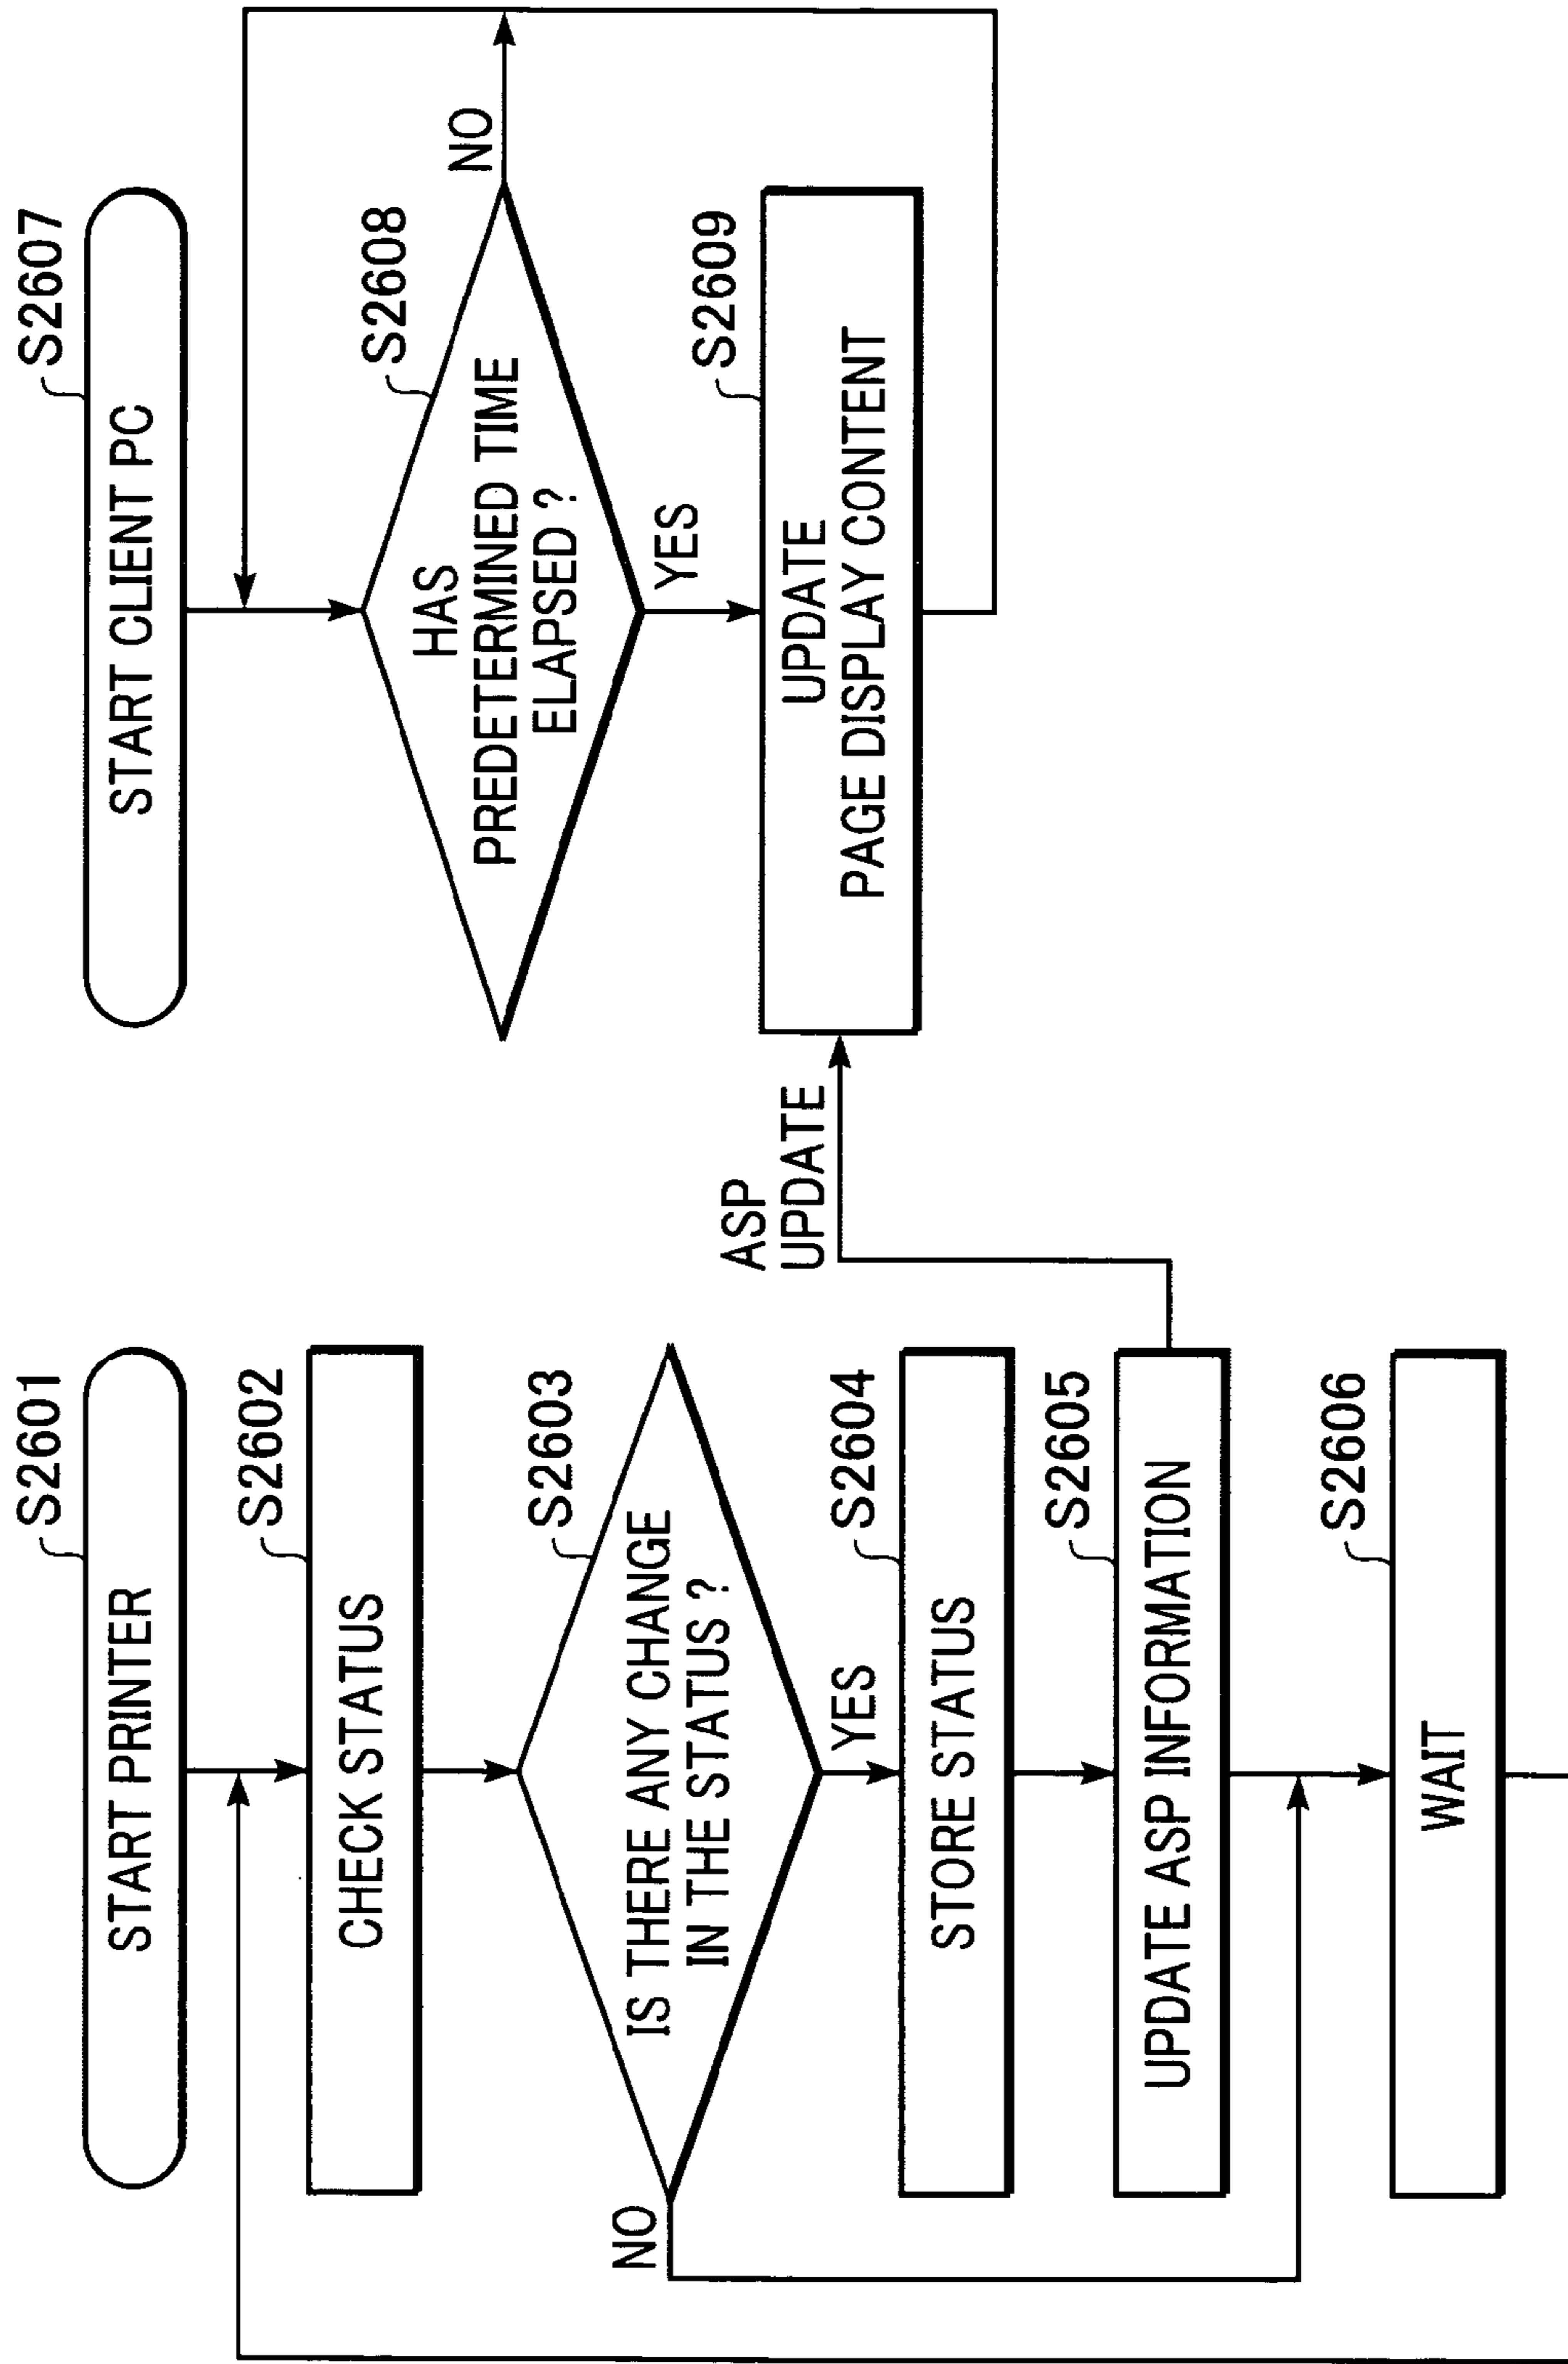 S2601
START PRINTER
S2602
CHECK STATUS
S2603
IS THERE ANY CHANGE
IN THE STATUS ?
NO
YES
S2604
STORE STATUS
S2605
UPDATE ASP INFORMATION
S2606
WAIT
ASP
UPDATE
S2607
START CLIENT PC
S2608
HAS
PREDETERMINED TIME
ELAPSED ?
NO
YES
S2609
UPDATE
PAGE DISPLAY CONTENT